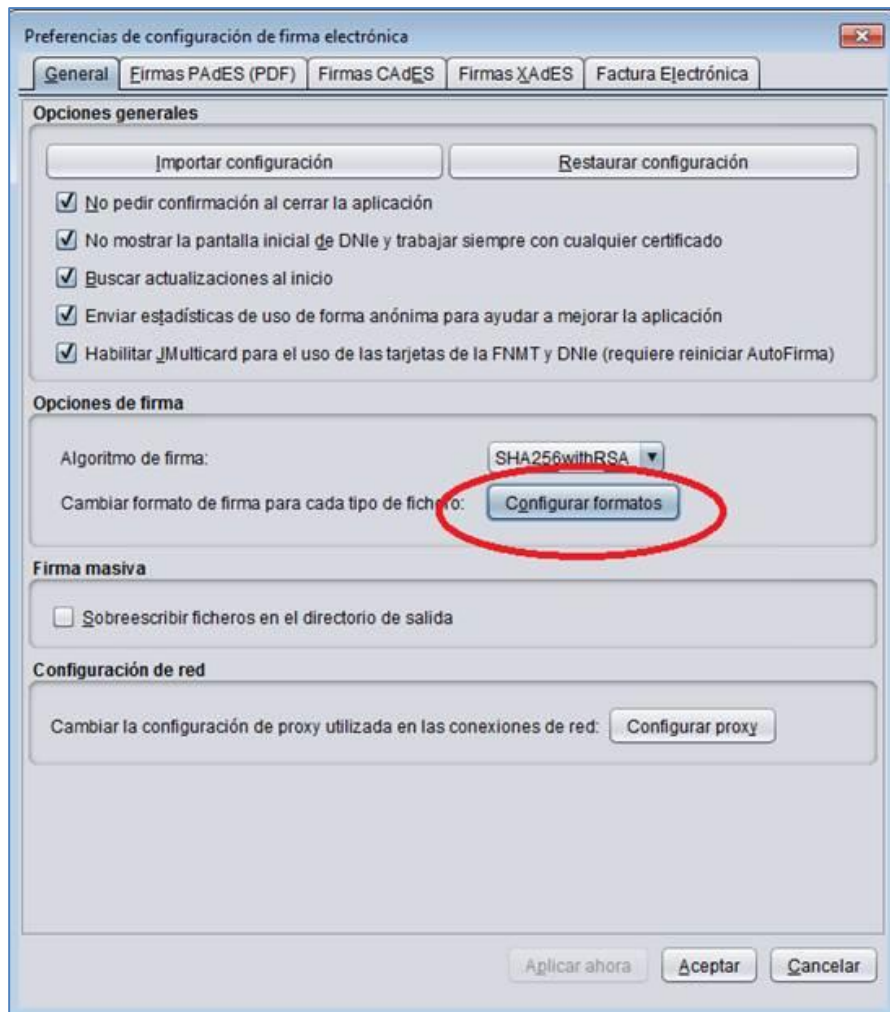 Preferencias de configuración de firma electrónica
General
Firmas PAdES (PDF)
Firmas CAdES
Firmas XAdES
Factura Electrónica
Opciones generales
Importar configuración
Restaurar configuración
No pedir confirmación al cerrar la aplicación
No mostrar la pantalla inicial de DNIe y trabajar siempre con cualquier certificado
Buscar actualizaciones al inicio
Enviar estadísticas de uso de forma anónima para ayudar a mejorar la aplicación
Habilitar JMulticard para el uso de las tarjetas de la FNMT y DNIe (requiere reiniciar AutoFirma)
Opciones de firma
Algoritmo de firma:
SHA256withRSA
Cambiar formato de firma para cada tipo de fichero:
Configurar formatos
Firma masiva
Sobreescribir ficheros en el directorio de salida
Configuración de red
Cambiar la configuración de proxy utilizada en las conexiones de red:
Configurar proxy
Aplicar ahora
Aceptar
Cancelar